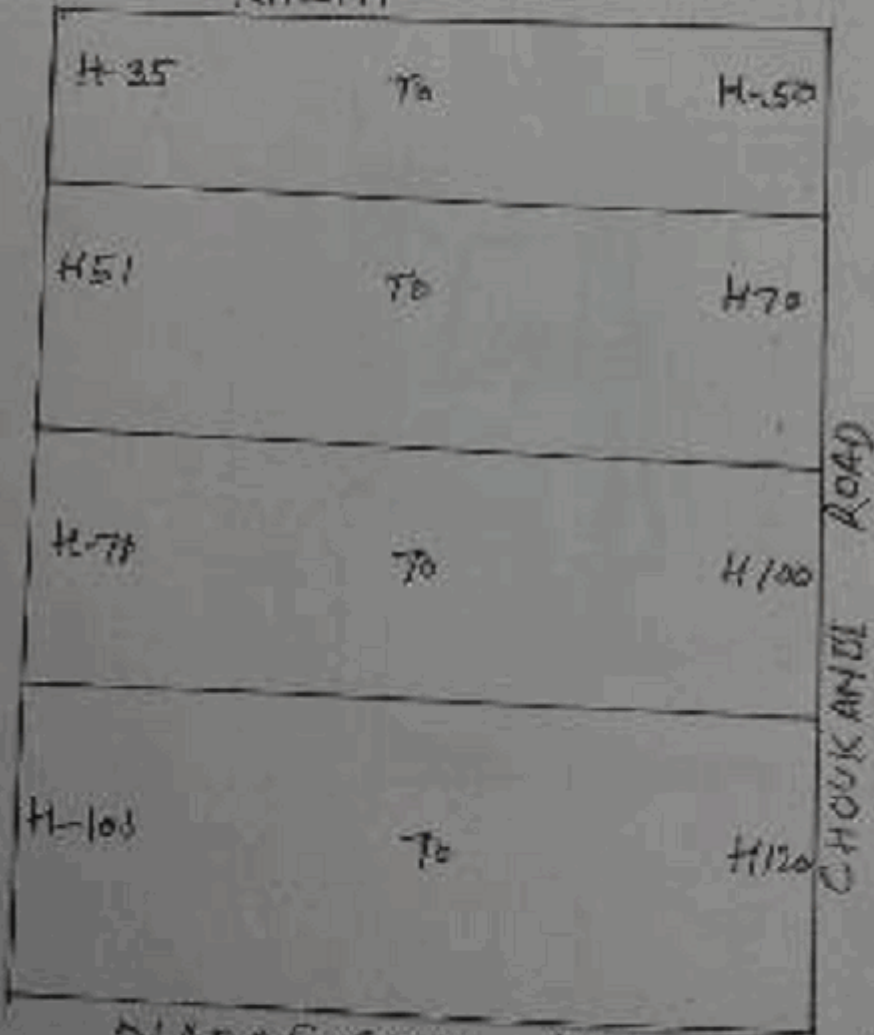 H-35 To H-50
H51 To H70
H-71 To H100
H-101 To H120
CHOUKANDI ROAD